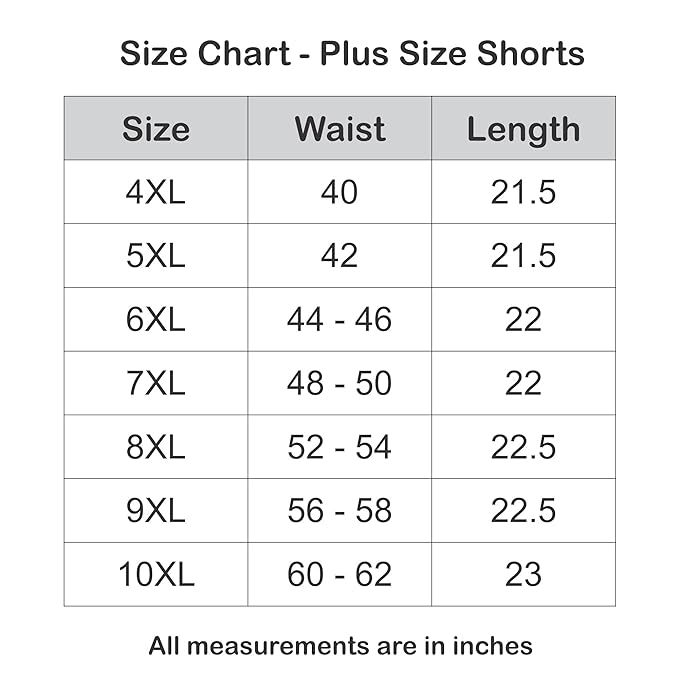 Size Chart - Plus Size Shorts
Size Waist Length
4XL 40 21.5
5XL 42 21.5
6XL 44 - 46 22
7XL 48 - 50 22
8XL 52 - 54 22.5
9XL 56 - 58 22.5
10XL 60 - 62 23
All measurements are in inches